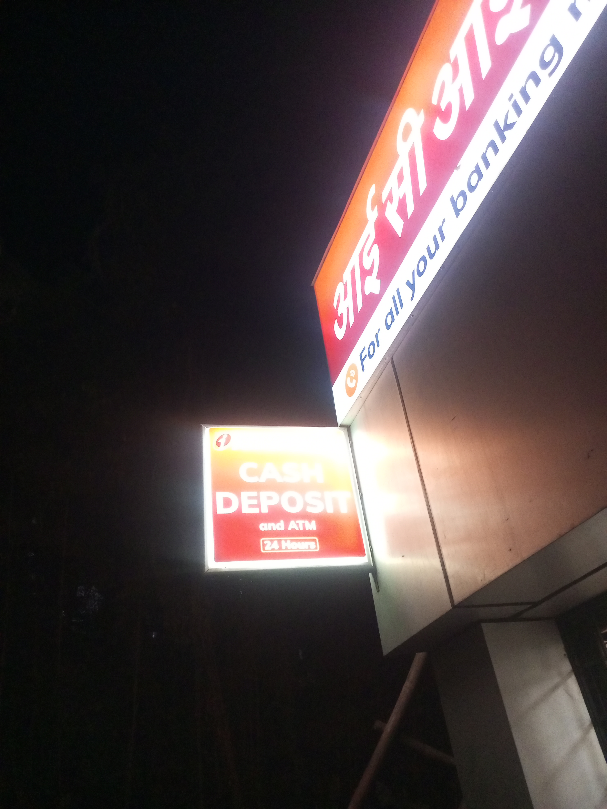 आई सी आई
For all your banking n
CASH
DEPOSIT
and ATM
24 Hours